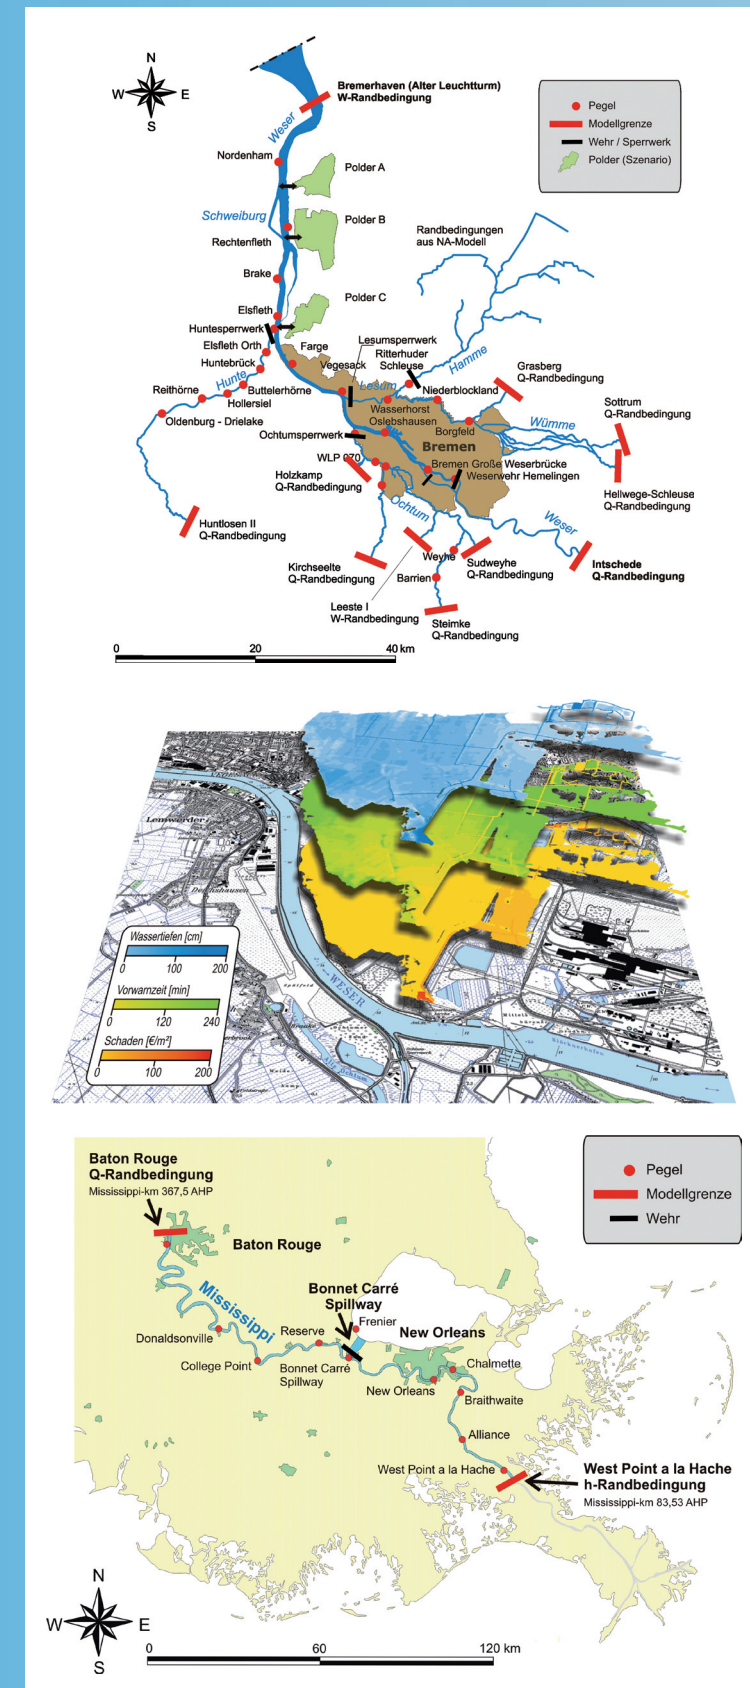 N
W
E
S
Bremerhaven (Alter Leuchtturm)
W-Randbedingung
Pegel
Modellgrenze
Wehr / Sperrwerk
Polder (Szenario)
Weser
Nordenham
Polder A
Schweiburg
Polder B
Rechtenfleth
Randbedingungen
aus NA-Modell
Brake
Polder C
Elsfleth
Huntesperrwerk
Elsfleth Orth
Farge
Lesumsperrwerk
Ritterhuder
Schleuse
Hamme
Huntebrück
Vegesack
Grasberg
Q-Randbedingung
Reithörne
Hunte
Buttelerhörne
Lesum
Niederblockland
Hollersiel
Wasserhorst
Sottrum
Q-Randbedingung
Oldenburg - Drielake
Oslebshausen
Borgfeld
Wümme
Ochtumsperrwerk
Bremen
WLP 070
Bremen Große Weserbrücke
Holzkamp
Q-Randbedingung
Weserwehr Hemelingen
Hellwege-Schleuse
Q-Randbedingung
Ochtum
Weser
Huntlosen II
Q-Randbedingung
Weyhe
Sudweyhe
Q-Randbedingung
Intschede
Q-Randbedingung
Kirchseelte
Q-Randbedingung
Barrien
Leeste I
W-Randbedingung
Steimke
Q-Randbedingung
0 20 40 km
Lemwerder
WESER
Wassertiefen [cm]
0 100 200
Vorwarnzeit [min]
0 120 240
Schaden [€/m²]
0 100 200
Baton Rouge
Q-Randbedingung
Mississippi-km 367,5 AHP
Pegel
Modellgrenze
Wehr
Baton Rouge
Mississippi
Bonnet Carré
Spillway
Frenier
Donaldsonville
Reserve
New Orleans
College Point
Bonnet Carré
Spillway
Chalmette
New Orleans
Braithwaite
Alliance
West Point a la Hache
West Point a la Hache
h-Randbedingung
Mississippi-km 83,53 AHP
N
W
E
S
0 60 120 km